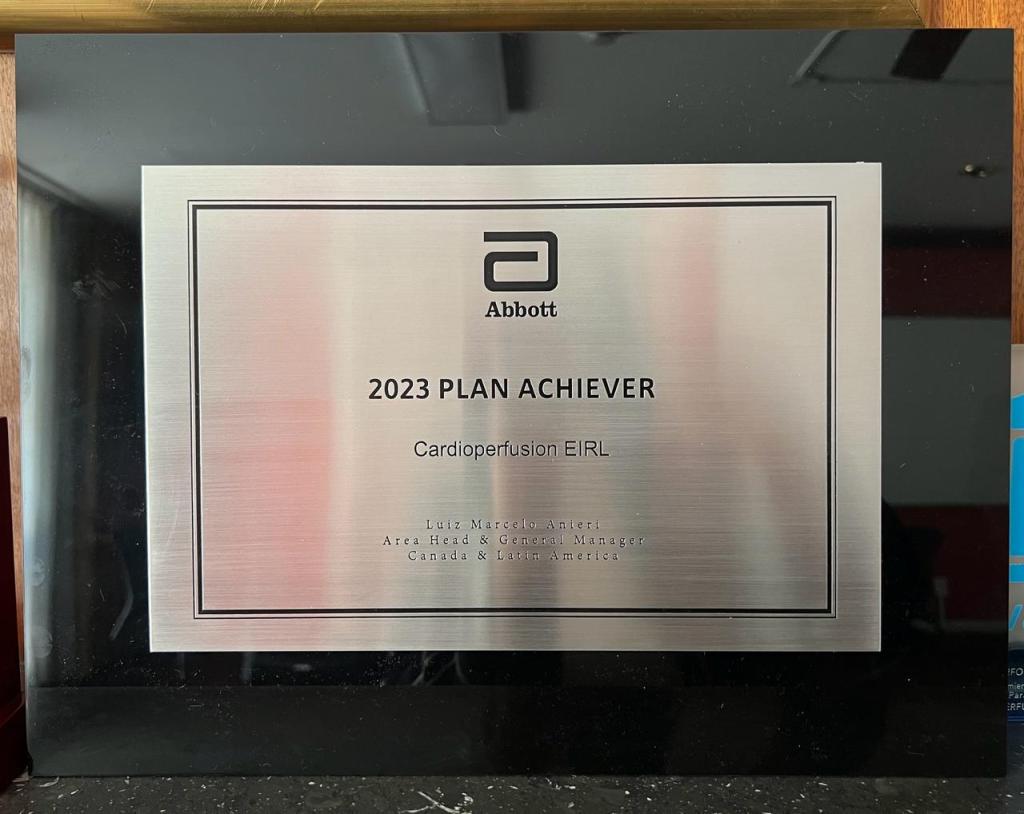 Abbott
2023 PLAN ACHIEVER
Cardioperfusion EIRL
Luiz Marcelo Anieri
Area Head & General Manager
Canada & Latin America